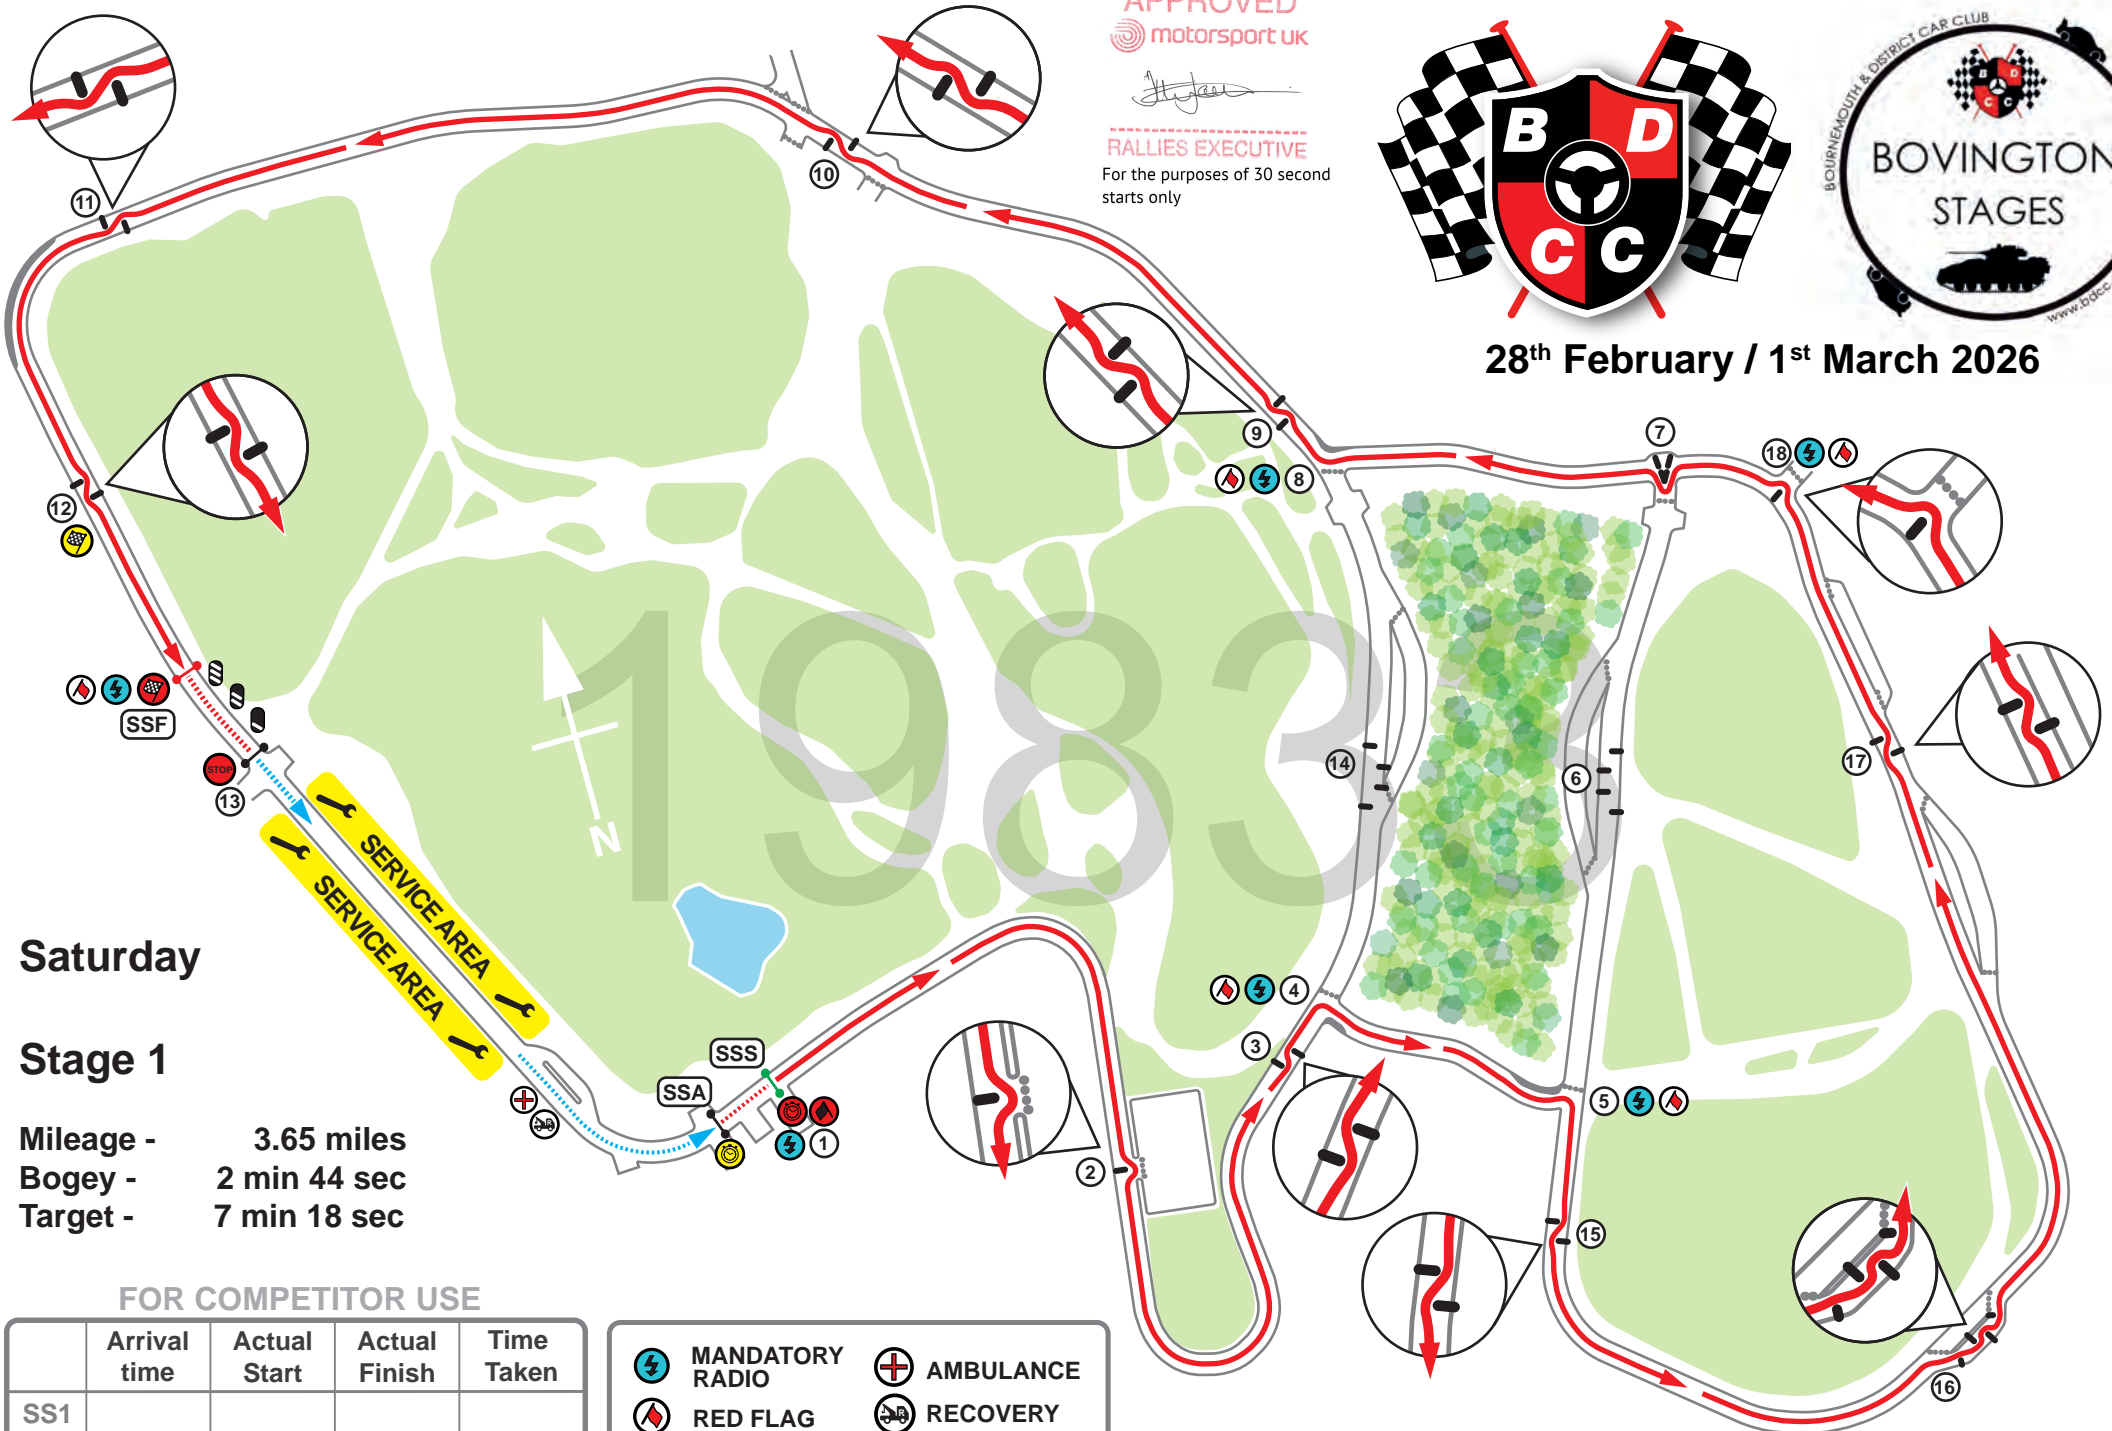 APPROVED
motorsport UK
RALLIES EXECUTIVE
For the purposes of 30 second
starts only
B D
C C
BOURNEMOUTH & DISTRICT CAR CLUB
B D
C C
BOVINGTON
STAGES
www.bdcc
28th February / 1st March 2026
11
10
9
8
7
18
12
SSF
STOP
13
14
6
17
SERVICE AREA
SERVICE AREA
N
1983
Saturday
Stage 1
Mileage - 3.65 miles
Bogey - 2 min 44 sec
Target - 7 min 18 sec
SSS
SSA
1
2
3
4
5
15
16
FOR COMPETITOR USE
Arrival time
Actual Start
Actual Finish
Time Taken
SS1
MANDATORY RADIO
AMBULANCE
RED FLAG
RECOVERY